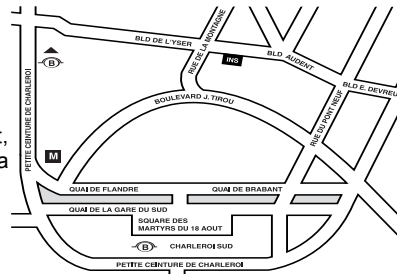 BLD DE L'YSER
RUE DE LA MONTAGNE
INS
BLD AUDENT
BLD E. DEVREU
B
PETITE CEINTURE DE CHARLEROI
BOULEVARD J. TIROU
RUE DU PONT NEUF
t,
a
M
QUAI DE FLANDRE
QUAI DE BRABANT
QUAI DE LA GARE DU SUD
SQUARE DES
MARTYRS DU 18 AOUT
B
CHARLEROI SUD
PETITE CEINTURE DE CHARLEROI